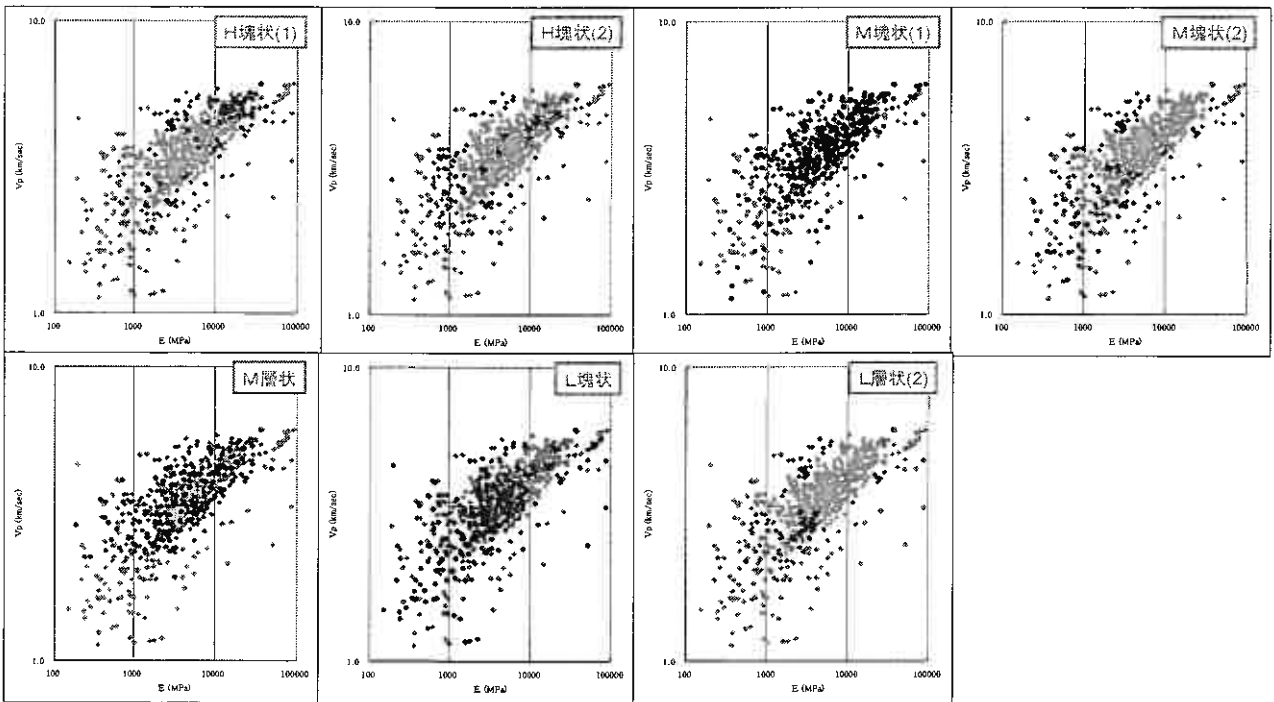 H塊状(1)
10.0
Vp (km/sec)
1.0
100
1000
10000
100000
E (MPa)
H塊状(2)
10.0
Vp (km/sec)
1.0
100
1000
10000
100000
E (MPa)
M塊状(1)
10.0
Vp (km/sec)
1.0
100
1000
10000
100000
E (MPa)
M塊状(2)
10.0
Vp (km/sec)
1.0
100
1000
10000
100000
E (MPa)
M層状
10.0
Vp (km/sec)
1.0
100
1000
10000
100000
E (MPa)
L塊状
10.0
Vp (km/sec)
1.0
100
1000
10000
100000
E (MPa)
L層状(2)
10.0
Vp (km/sec)
1.0
100
1000
10000
100000
E (MPa)